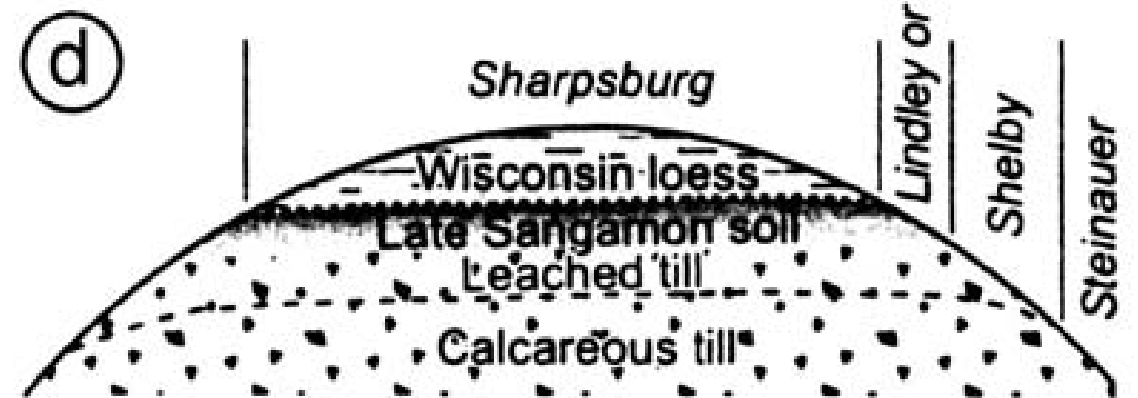 d
Sharpsburg
Lindley or
Shelby
Steinauer
Wisconsin loess
Late Sangamon soil
Leached till
Calcareous till